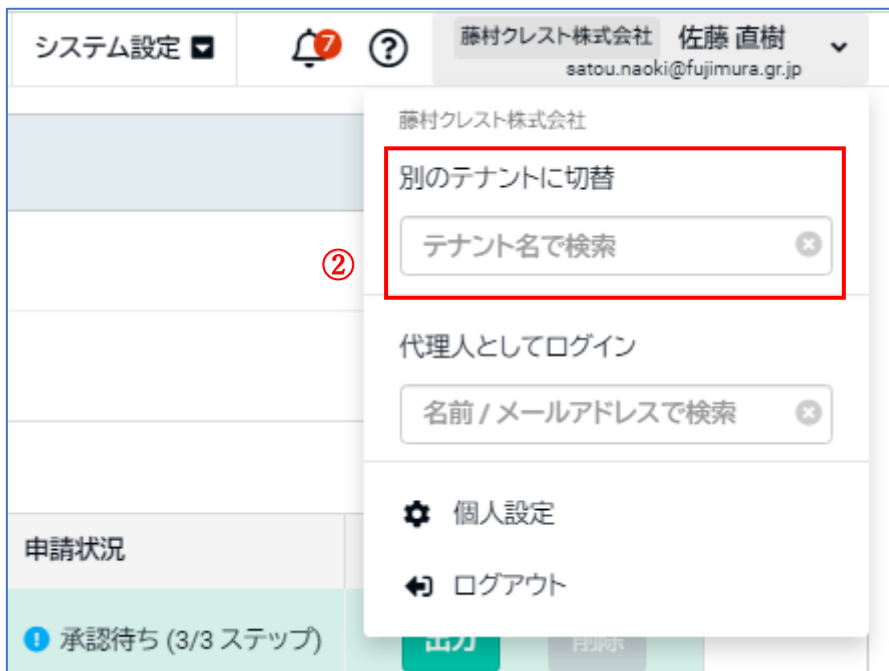 システム設定
7
?
藤村クレスト株式会社 佐藤 直樹
satou.naoki@fujimura.gr.jp
藤村クレスト株式会社
別のテナントに切替
テナント名で検索
②
代理人としてログイン
名前 / メールアドレスで検索
個人設定
ログアウト
申請状況
! 承認待ち (3/3 ステップ)
出力
削除